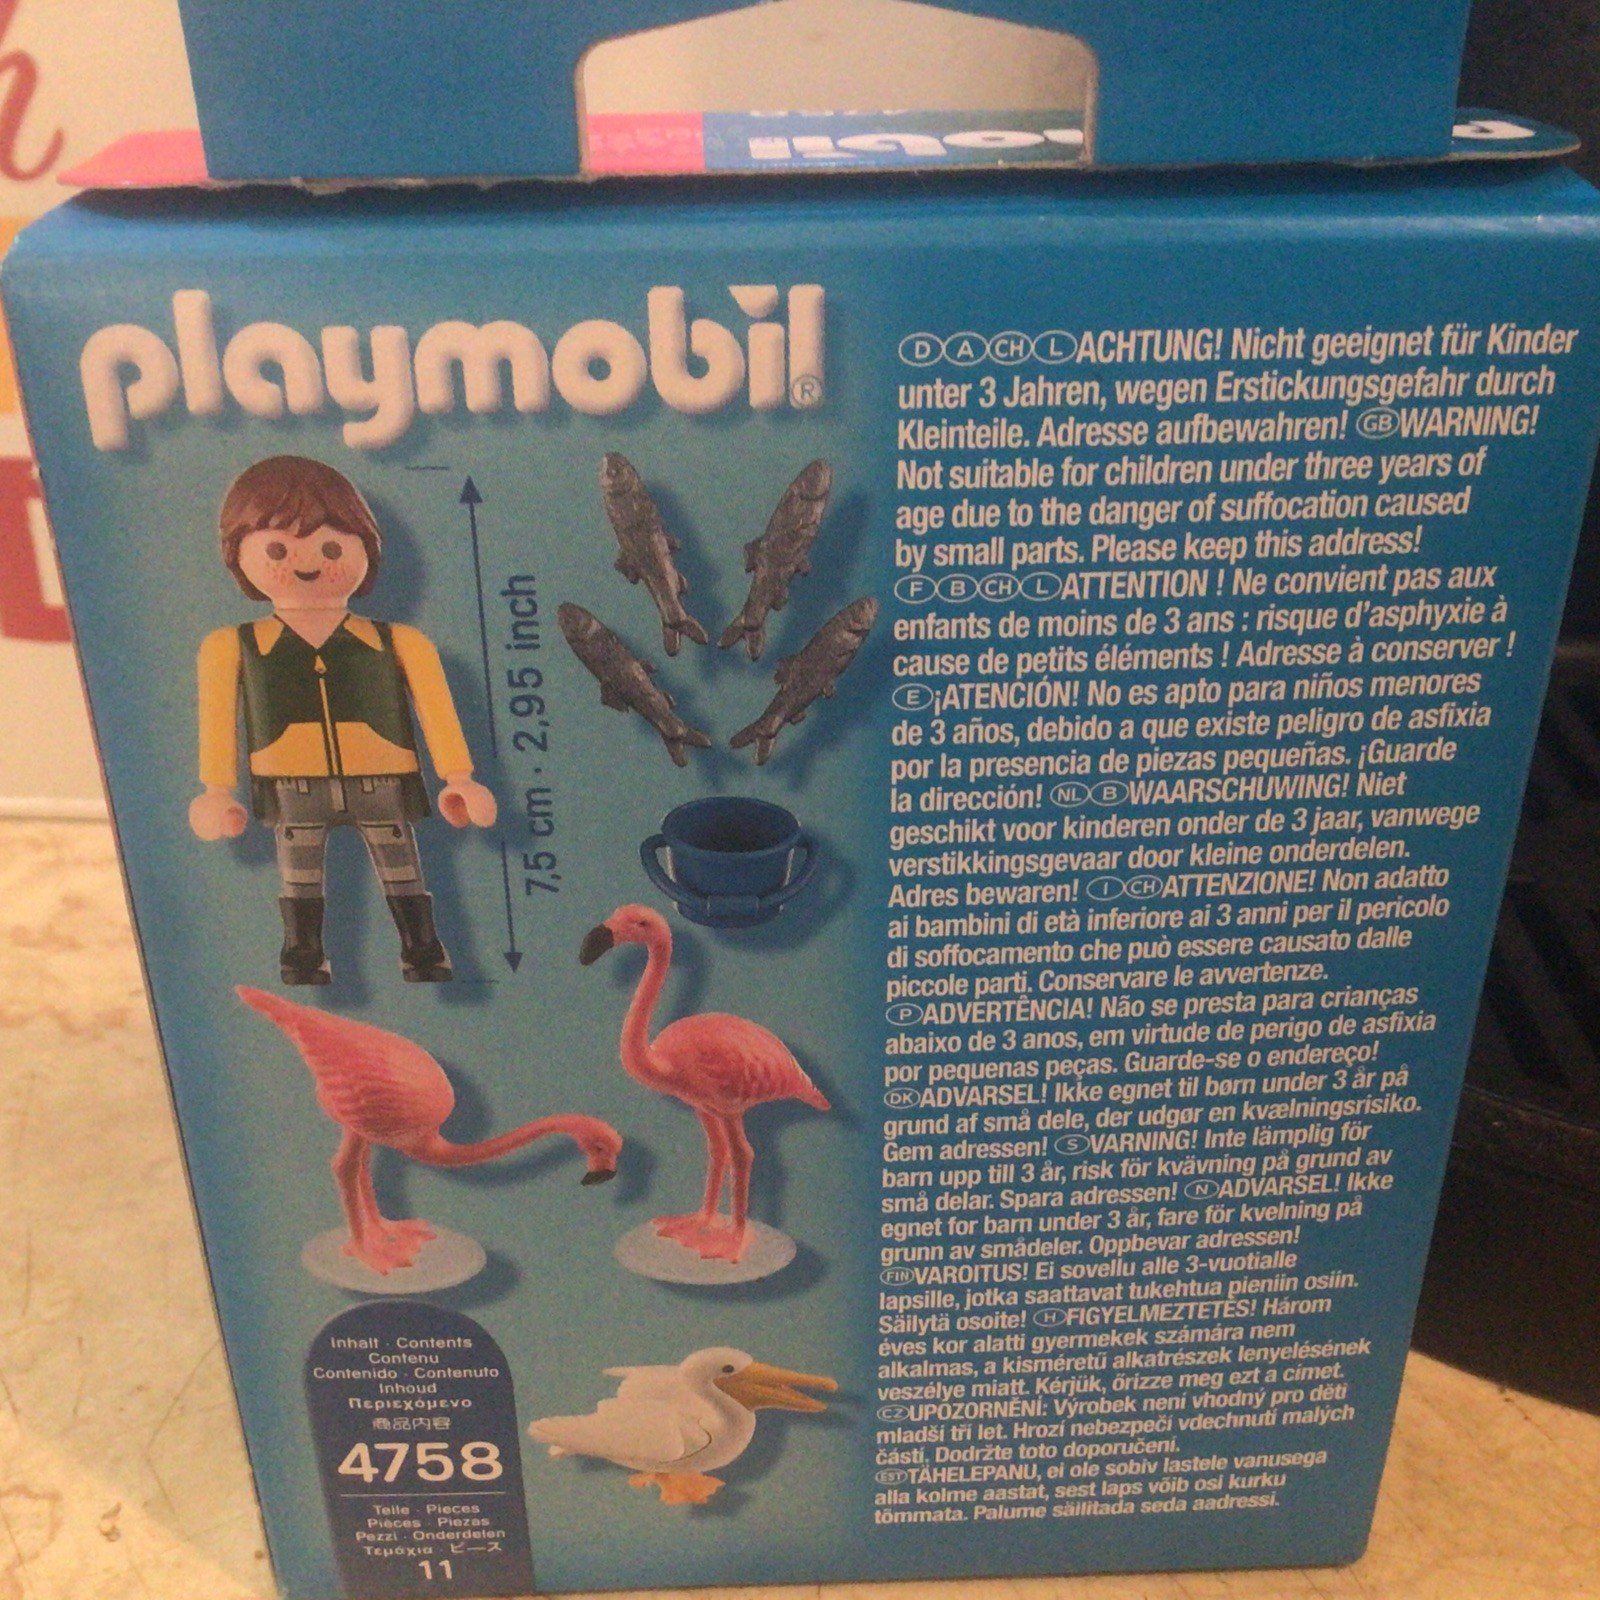 playmobil®
7,5 cm · 2,95 inch
D A CH L ACHTUNG! Nicht geeignet für Kinder
unter 3 Jahren, wegen Erstickungsgefahr durch
Kleinteile. Adresse aufbewahren! GB WARNING!
Not suitable for children under three years of
age due to the danger of suffocation caused
by small parts. Please keep this address!
F B CH L ATTENTION ! Ne convient pas aux
enfants de moins de 3 ans : risque d'asphyxie à
cause de petits éléments ! Adresse à conserver !
E ¡ATENCIÓN! No es apto para niños menores
de 3 años, debido a que existe peligro de asfixia
por la presencia de piezas pequeñas. ¡Guarde
la dirección! NL B WAARSCHUWING! Niet
geschikt voor kinderen onder de 3 jaar, vanwege
verstikkingsgevaar door kleine onderdelen.
Adres bewaren! I CH ATTENZIONE! Non adatto
ai bambini di età inferiore ai 3 anni per il pericolo
di soffocamento che può essere causato dalle
piccole parti. Conservare le avvertenze.
P ADVERTÊNCIA! Não se presta para crianças
abaixo de 3 anos, em virtude de perigo de asfixia
por pequenas peças. Guarde-se o endereço!
DK ADVARSEL! Ikke egnet til børn under 3 år på
grund af små dele, der udgør en kvælningsrisiko.
Gem adressen! S VARNING! Inte lämplig för
barn upp till 3 år, risk för kvävning på grund av
små delar. Spara adressen! N ADVARSEL! Ikke
egnet for barn under 3 år, fare för kvelning på
grunn av smådeler. Oppbevar adressen!
FIN VAROITUS! Ei sovellu alle 3-vuotialle
lapsille, jotka saattavat tukehtua pieniin osiin.
Säilytä osoite! H FIGYELMEZTETÉS! Három
éves kor alatti gyermekek számára nem
alkalmas, a kisméretű alkatrészek lenyelésének
veszélye miatt. Kérjük, őrizze meg ezt a címet.
CZ UPOZORNĚNÍ: Výrobek není vhodný pro děti
mladší tří let. Hrozí nebezpečí vdechnutí malých
částí. Dodržte toto doporučení.
EST TÄHELEPANU, ei ole sobiv lastele vanusega
alla kolme aastat, sest laps võib osi kurku
tõmmata. Palume säilitada seda aadressi.
Inhalt · Contents
Contenu
Contenido · Contenuto
Inhoud
Περιεχόμενο
商品内容
4758
Teile · Pieces
Pièces · Piezas
Pezzi · Onderdelen
Τεμάχια · ピース
11